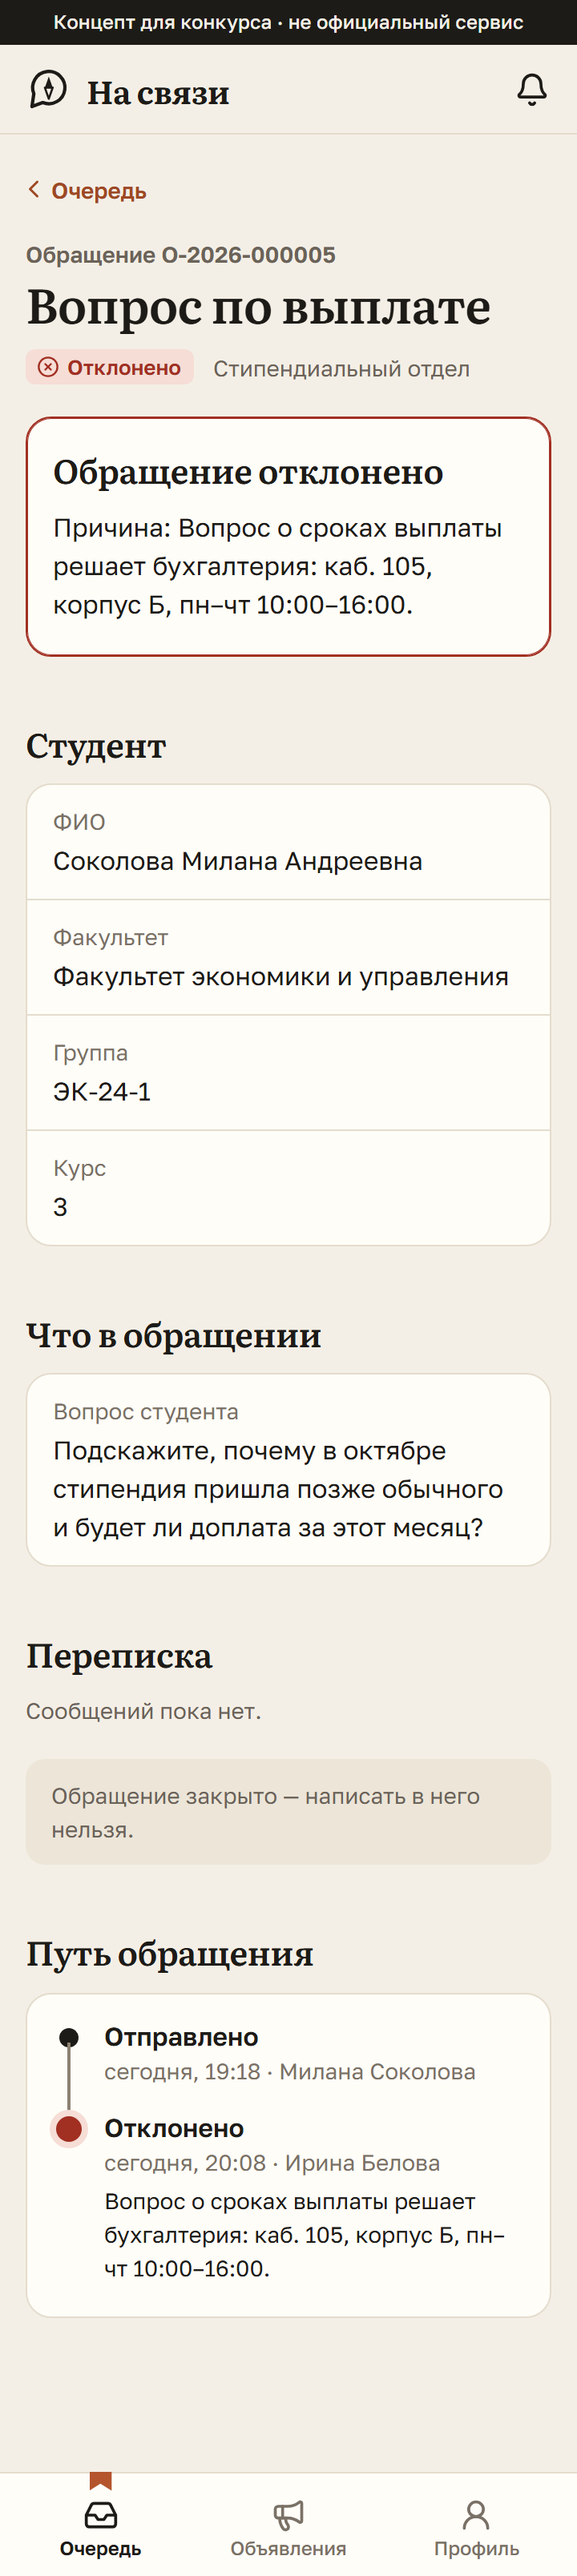 Концепт для конкурса · не официальный сервис
На связи
Очередь
Обращение О-2026-000005
Вопрос по выплате
Отклонено
Стипендиальный отдел
Обращение отклонено
Причина: Вопрос о сроках выплаты
решает бухгалтерия: каб. 105,
корпус Б, пн–чт 10:00–16:00.
Студент
ФИО
Соколова Милана Андреевна
Факультет
Факультет экономики и управления
Группа
ЭК-24-1
Курс
3
Что в обращении
Вопрос студента
Подскажите, почему в октябре
стипендия пришла позже обычного
и будет ли доплата за этот месяц?
Переписка
Сообщений пока нет.
Обращение закрыто — написать в него
нельзя.
Путь обращения
Отправлено
сегодня, 19:18 · Милана Соколова
Отклонено
сегодня, 20:08 · Ирина Белова
Вопрос о сроках выплаты решает
бухгалтерия: каб. 105, корпус Б, пн–
чт 10:00–16:00.
Очередь
Объявления
Профиль